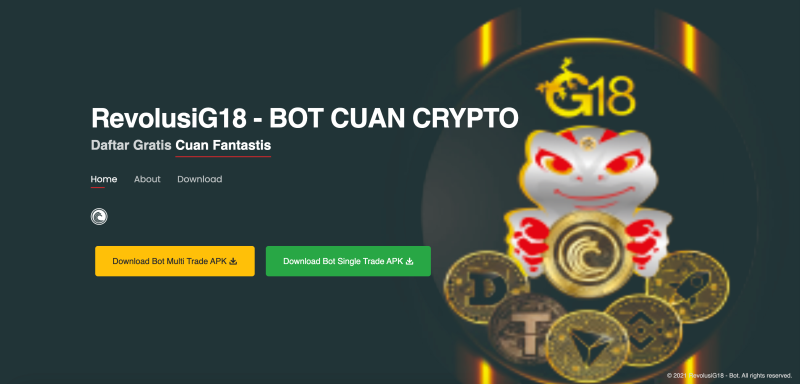 G18
RevolusiG18 - BOT CUAN CRYPTO
Daftar Gratis Cuan Fantastis
Home About Download
Download Bot Multi Trade APK Download Bot Single Trade APK
© 2021 RevolusiG18 - Bot. All rights reserved.